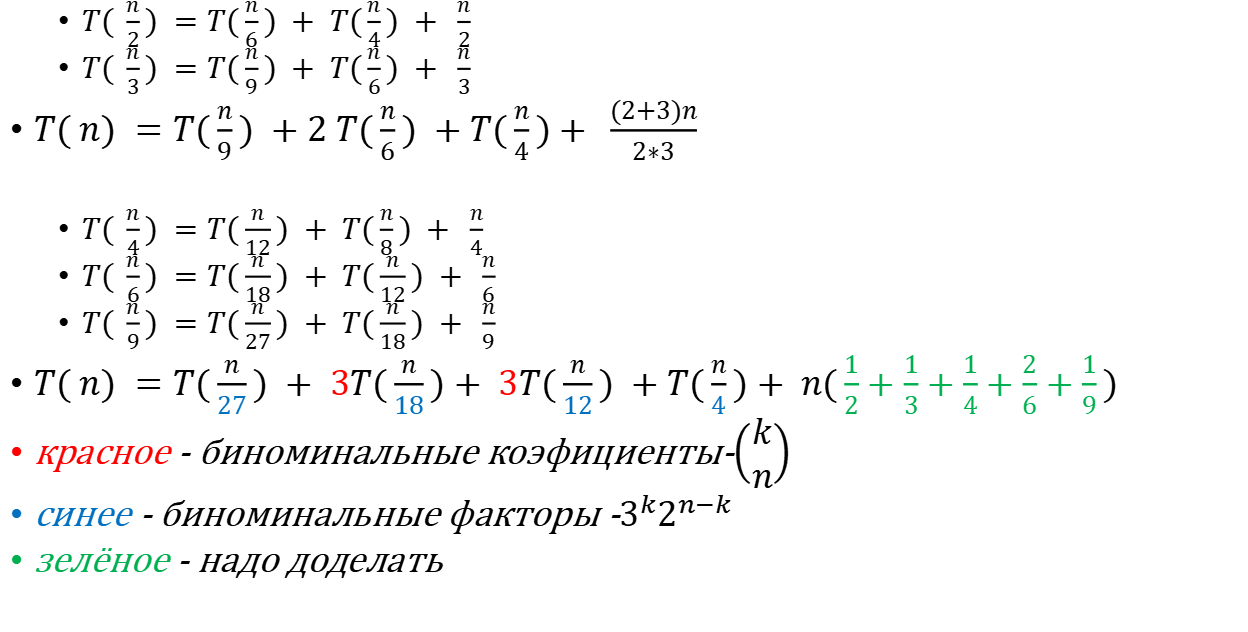 • T( n/2) = T(n/6) + T(n/4) + n/2
• T( n/3) = T(n/9) + T(n/6) + n/3
• T( n) = T(n/9) + 2 T(n/6) + T(n/4) + (2+3)n/2*3
• T( n/4) = T(n/12) + T(n/8) + n/4
• T( n/6) = T(n/18) + T(n/12) + n/6
• T( n/9) = T(n/27) + T(n/18) + n/9
• T( n) = T(n/27) + 3T(n/18) + 3T(n/12) + T(n/4) + n(1/2 + 1/3 + 1/4 + 2/6 + 1/9)
• красное - биноминальные коэфициенты-(k n)
• синее - биноминальные факторы -3^k2^(n−k)
• зелёное - надо доделать